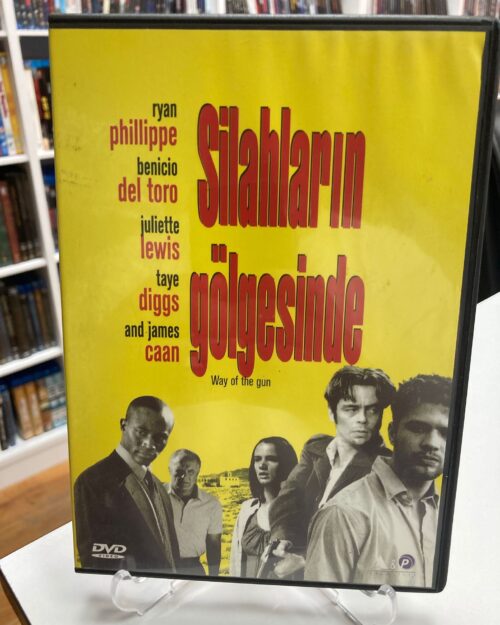 ryan
phillippe
benicio
del toro
juliette
lewis
taye
diggs
and james
caan
Silahların
gölgesinde
Way of the gun
DVD
VIDEO
P